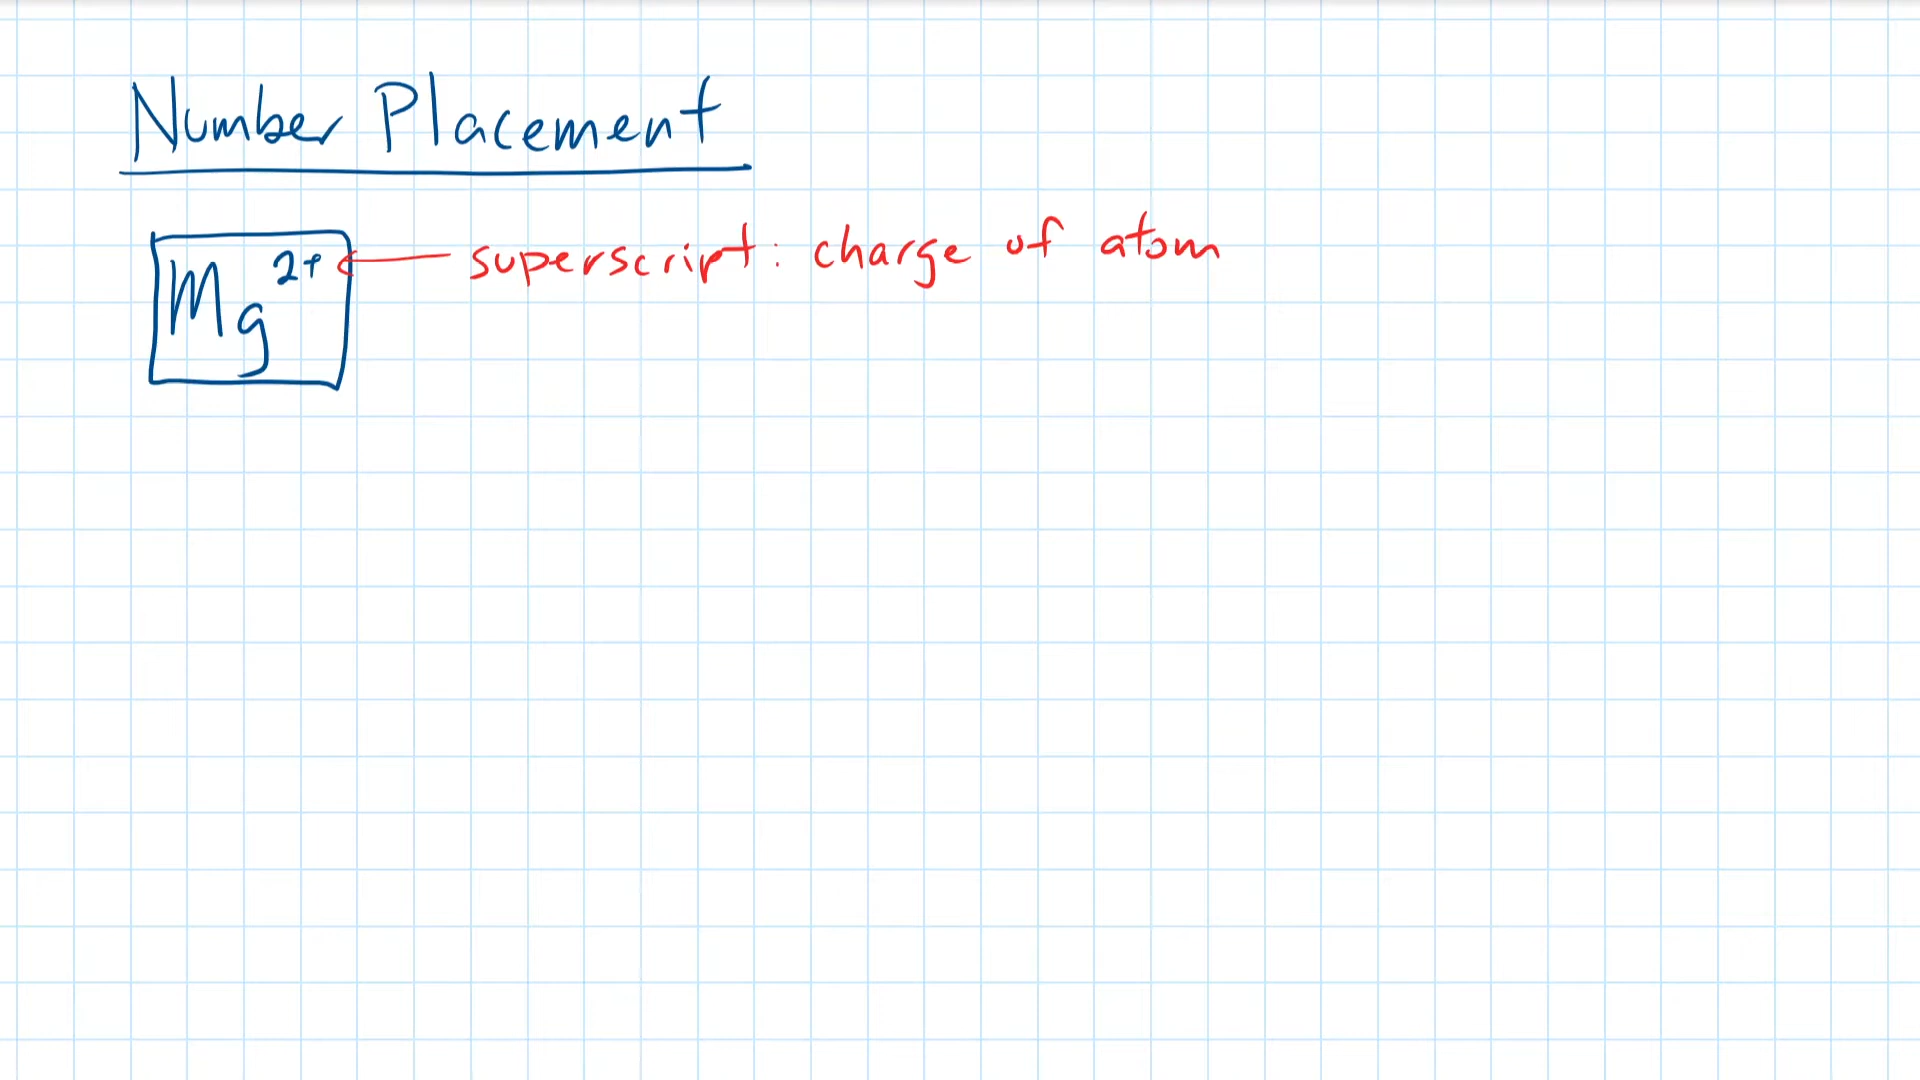 Number Placement
Mg²⁺ ← superscript: charge of atom